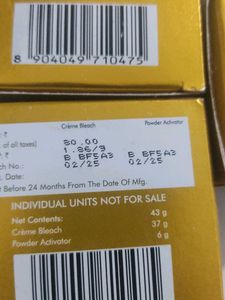 8 904049 710475
Crème Bleach Powder Activator
₹ 80.00
of all taxes) 1.86/g
₹ B BF5A3 B BF5A3
ch No.: 02/25 02/25
. Date:
t Before 24 Months From The Date Of Mfg.
INDIVIDUAL UNITS NOT FOR SALE
Net Contents: 43 g
Crème Bleach 37 g
Powder Activator 6 g